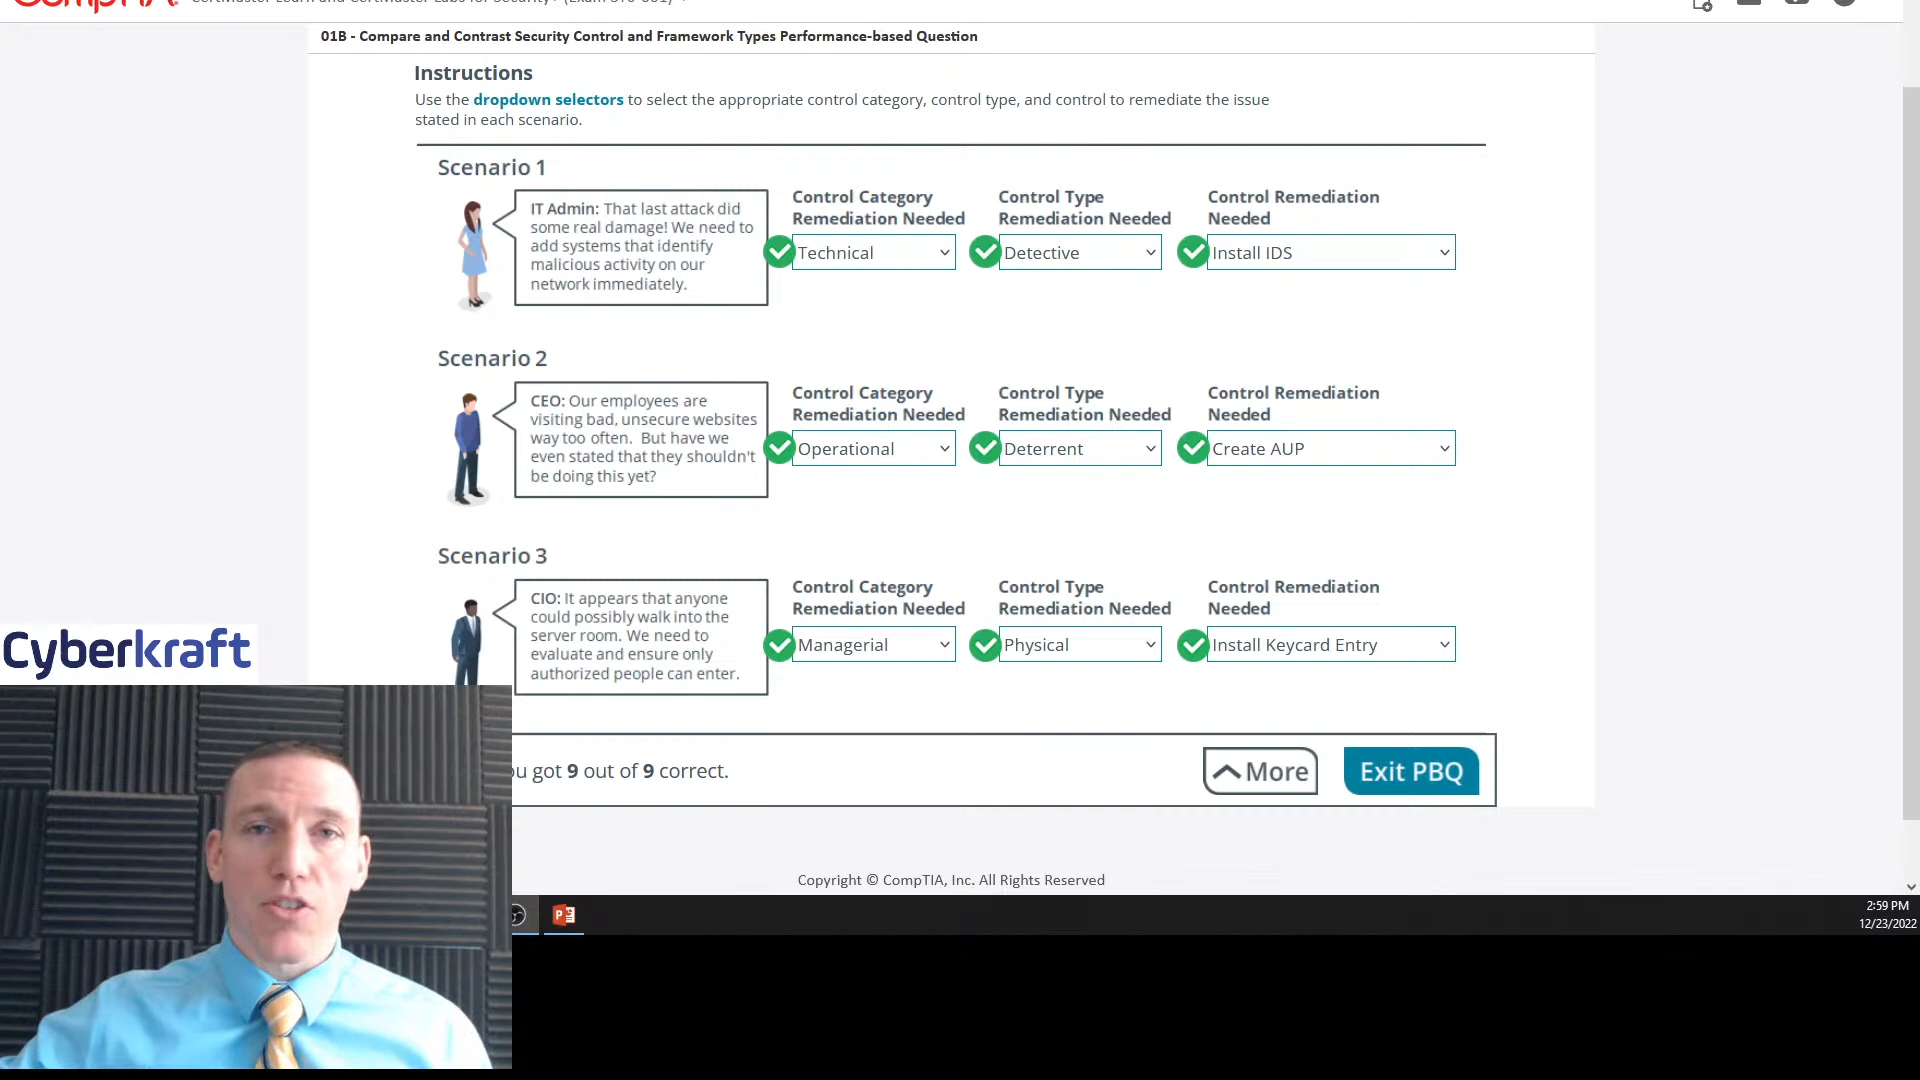 01B - Compare and Contrast Security Control and Framework Types Performance-based Question
Instructions
Use the dropdown selectors to select the appropriate control category, control type, and control to remediate the issue
stated in each scenario.
Scenario 1
IT Admin: That last attack did
some real damage! We need to
add systems that identify
malicious activity on our
network immediately.
Control Category
Remediation Needed
Technical
Control Type
Remediation Needed
Detective
Control Remediation
Needed
Install IDS
Scenario 2
CEO: Our employees are
visiting bad, unsecure websites
way too often. But have we
even stated that they shouldn't
be doing this yet?
Control Category
Remediation Needed
Operational
Control Type
Remediation Needed
Deterrent
Control Remediation
Needed
Create AUP
Scenario 3
CIO: It appears that anyone
could possibly walk into the
server room. We need to
evaluate and ensure only
authorized people can enter.
Control Category
Remediation Needed
Managerial
Control Type
Remediation Needed
Physical
Control Remediation
Needed
Install Keycard Entry
Cyberkraft
got 9 out of 9 correct.
More
Exit PBQ
Copyright © CompTIA, Inc. All Rights Reserved
2:59 PM
12/23/2022